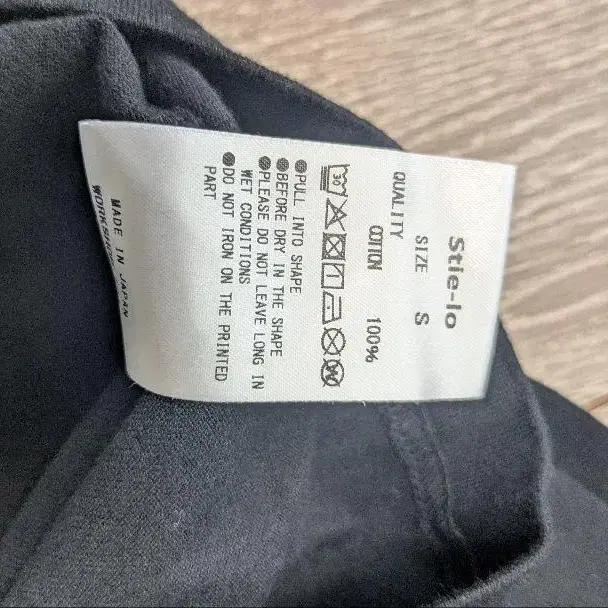 Stie-lo
SIZE S
QUALITY
COTTON 100%
30
W
●PULL INTO SHAPE
●BEFORE DRY IN THE SHAPE
●PLEASE DO NOT LEAVE LONG IN
WET CONDITIONS
●DO NOT IRON ON THE PRINTED
PART
MADE IN JAPAN